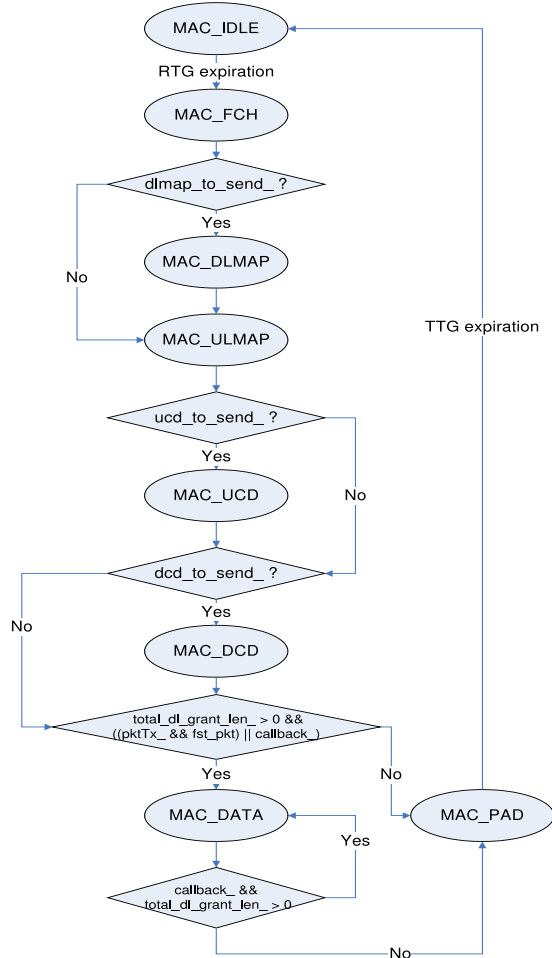 MAC_IDLE
RTG expiration
MAC_FCH
dlmap_to_send_ ?
Yes
No
MAC_DLMAP
MAC_ULMAP
TTG expiration
ucd_to_send_ ?
Yes
No
MAC_UCD
dcd_to_send_ ?
Yes
No
MAC_DCD
total_dl_grant_len_ > 0 &&
((pktTx_ && fst_pkt) || callback_)
Yes
No
MAC_DATA
MAC_PAD
Yes
callback_ &&
total_dl_grant_len_ > 0
No